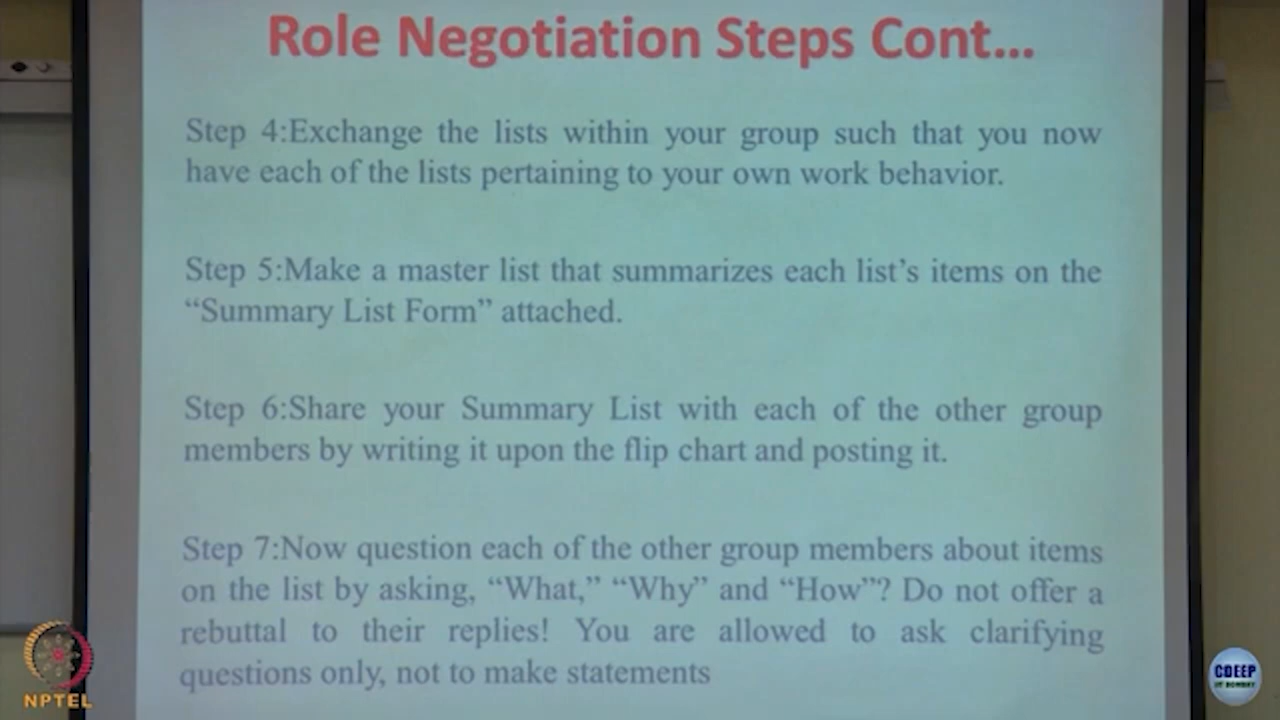 Role Negotiation Steps Cont...
Step 4:Exchange the lists within your group such that you now
have each of the lists pertaining to your own work behavior.
Step 5:Make a master list that summarizes each list's items on the
“Summary List Form” attached.
Step 6:Share your Summary List with each of the other group
members by writing it upon the flip chart and posting it.
Step 7:Now question each of the other group members about items
on the list by asking, “What,” “Why” and “How”? Do not offer a
rebuttal to their replies! You are allowed to ask clarifying
questions only, not to make statements
NPTEL
CDEEP
IIT BOMBAY